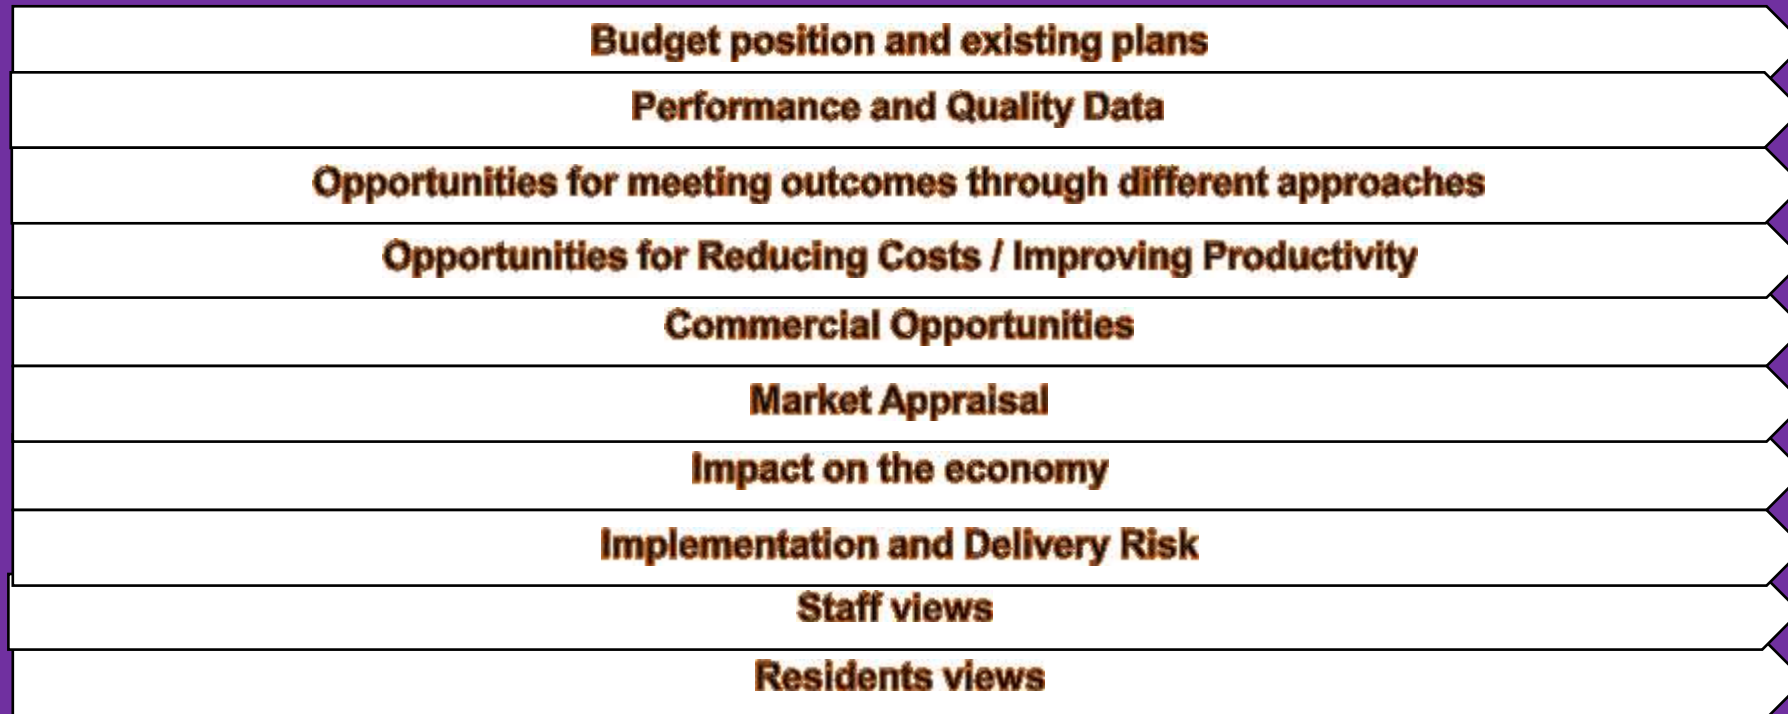 Budget position and existing plans
Performance and Quality Data
Opportunities for meeting outcomes through different approaches
Opportunities for Reducing Costs / Improving Productivity
Commercial Opportunities
Market Appraisal
Impact on the economy
Implementation and Delivery Risk
Staff views
Residents views